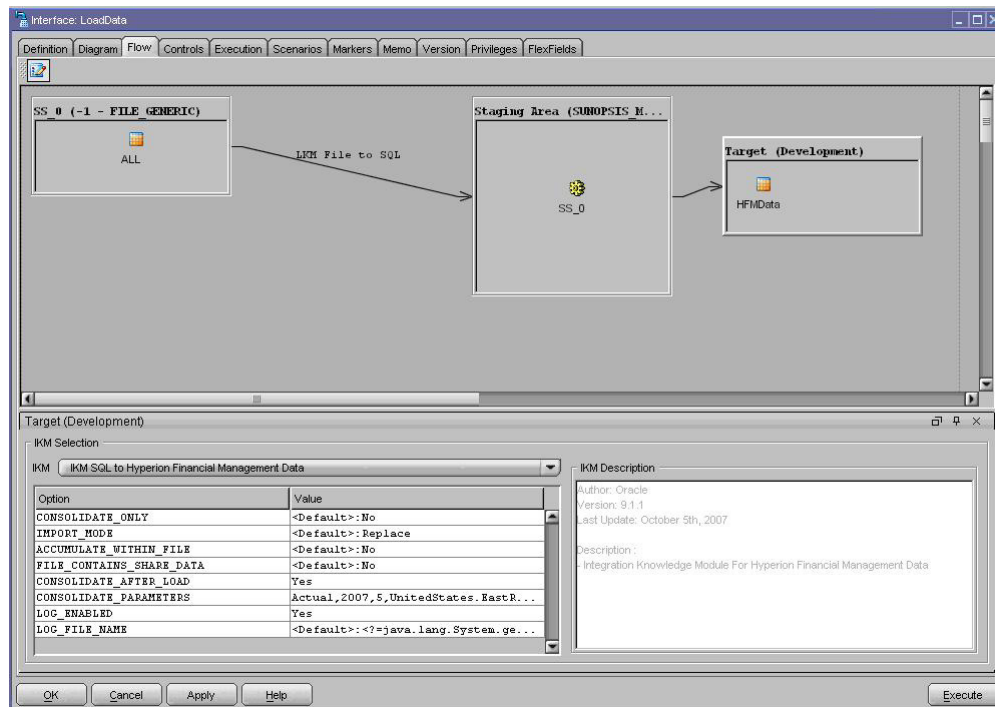 Interface: LoadData
Definition Diagram Flow Controls Execution Scenarios Markers Memo Version Privileges FlexFields
SS_0 (-1 - FILE_GENERIC)
ALL
LKM File to SQL
Staging Area (SUNOPSIS_M...
SS_0
Target (Development)
HFMData
Target (Development)
IKM Selection
IKM IKM SQL to Hyperion Financial Management Data
Option Value
CONSOLIDATE_ONLY <Default>:No
IMPORT_MODE <Default>:Replace
ACCUMULATE_WITHIN_FILE <Default>:No
FILE_CONTAINS_SHARE_DATA <Default>:No
CONSOLIDATE_AFTER_LOAD Yes
CONSOLIDATE_PARAMETERS Actual,2007,5,UnitedStates.EastR...
LOG_ENABLED Yes
LOG_FILE_NAME <Default>:<?=java.lang.System.ge...
IKM Description
Author: Oracle
Version: 9.1.1
Last Update: October 5th, 2007
Description :
- Integration Knowledge Module For Hyperion Financial Management Data
OK Cancel Apply Help Execute